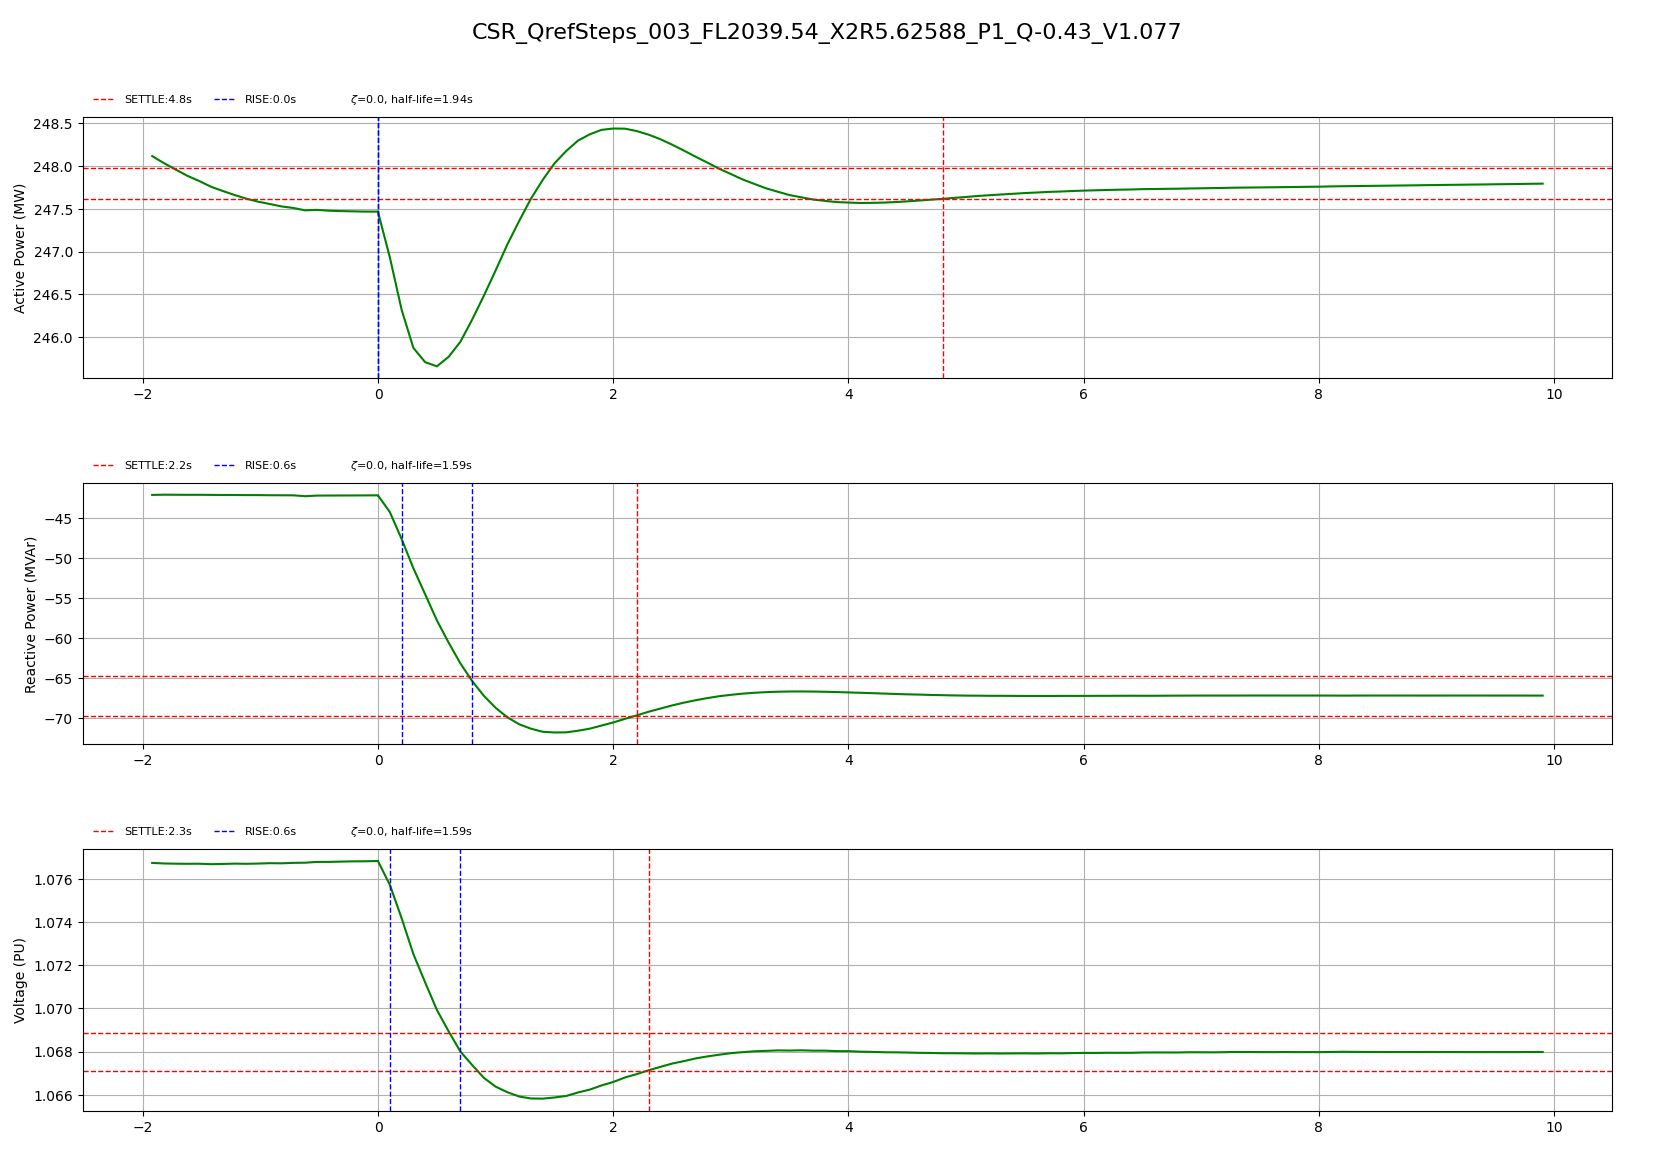 CSR_QrefSteps_003_FL2039.54_X2R5.62588_P1_Q-0.43_V1.077
SETTLE:4.8s RISE:0.0s ζ=0.0, half-life=1.94s
Active Power (MW)
248.5
248.0
247.5
247.0
246.5
246.0
−2 0 2 4 6 8 10
SETTLE:2.2s RISE:0.6s ζ=0.0, half-life=1.59s
Reactive Power (MVAr)
−45
−50
−55
−60
−65
−70
−2 0 2 4 6 8 10
SETTLE:2.3s RISE:0.6s ζ=0.0, half-life=1.59s
Voltage (PU)
1.076
1.074
1.072
1.070
1.068
1.066
−2 0 2 4 6 8 10